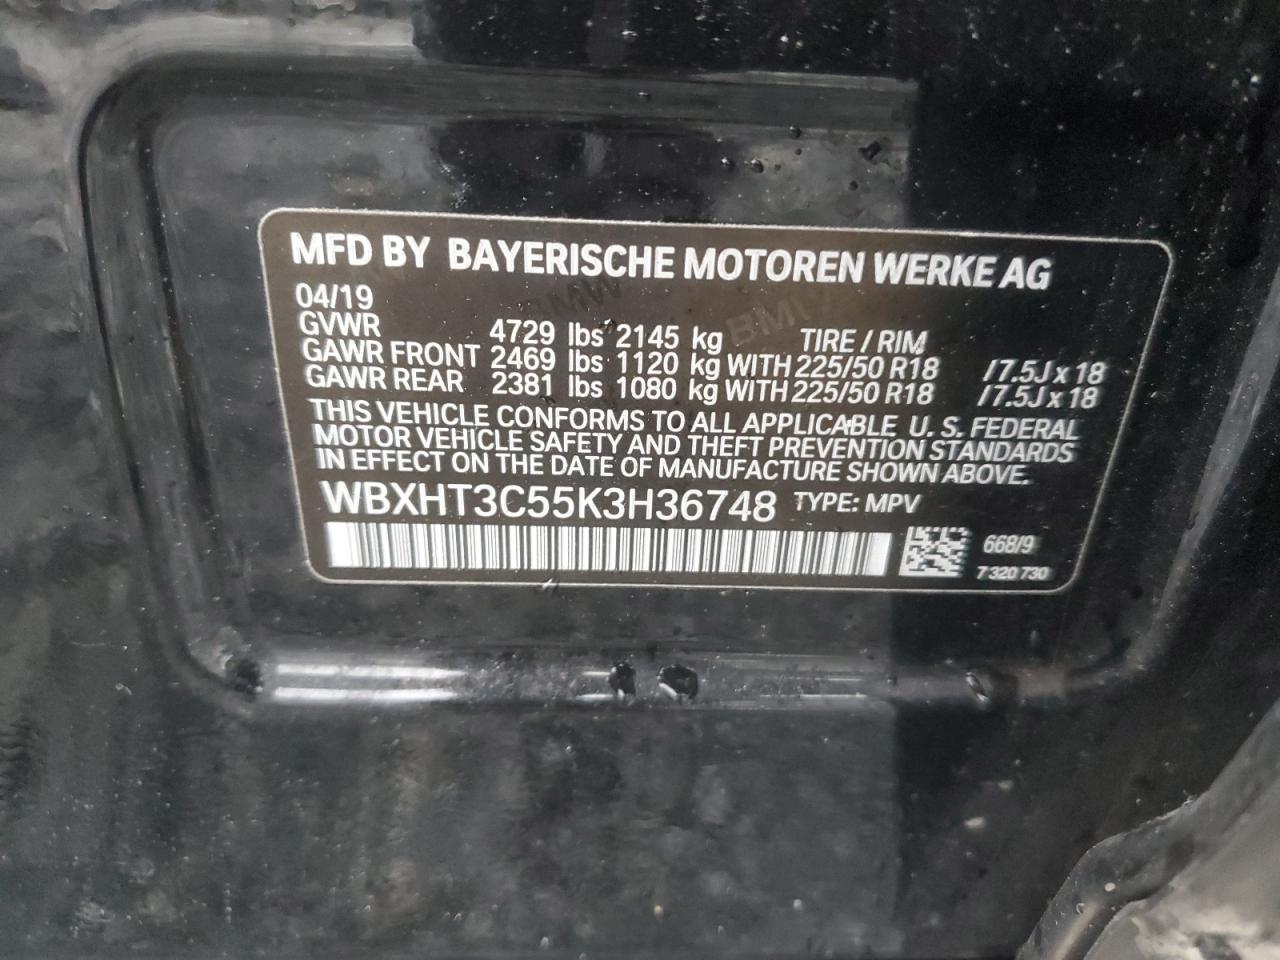 MFD BY BAYERISCHE MOTOREN WERKE AG
04/19
GVWR 4729 lbs 2145 kg TIRE / RIM
GAWR FRONT 2469 lbs 1120 kg WITH 225/50 R18 / 7.5J x 18
GAWR REAR 2381 lbs 1080 kg WITH 225/50 R18 / 7.5J x 18
THIS VEHICLE CONFORMS TO ALL APPLICABLE U. S. FEDERAL
MOTOR VEHICLE SAFETY AND THEFT PREVENTION STANDARDS
IN EFFECT ON THE DATE OF MANUFACTURE SHOWN ABOVE.
WBXHT3C55K3H36748 TYPE: MPV
668/9
7 320 730
BMW
BMW